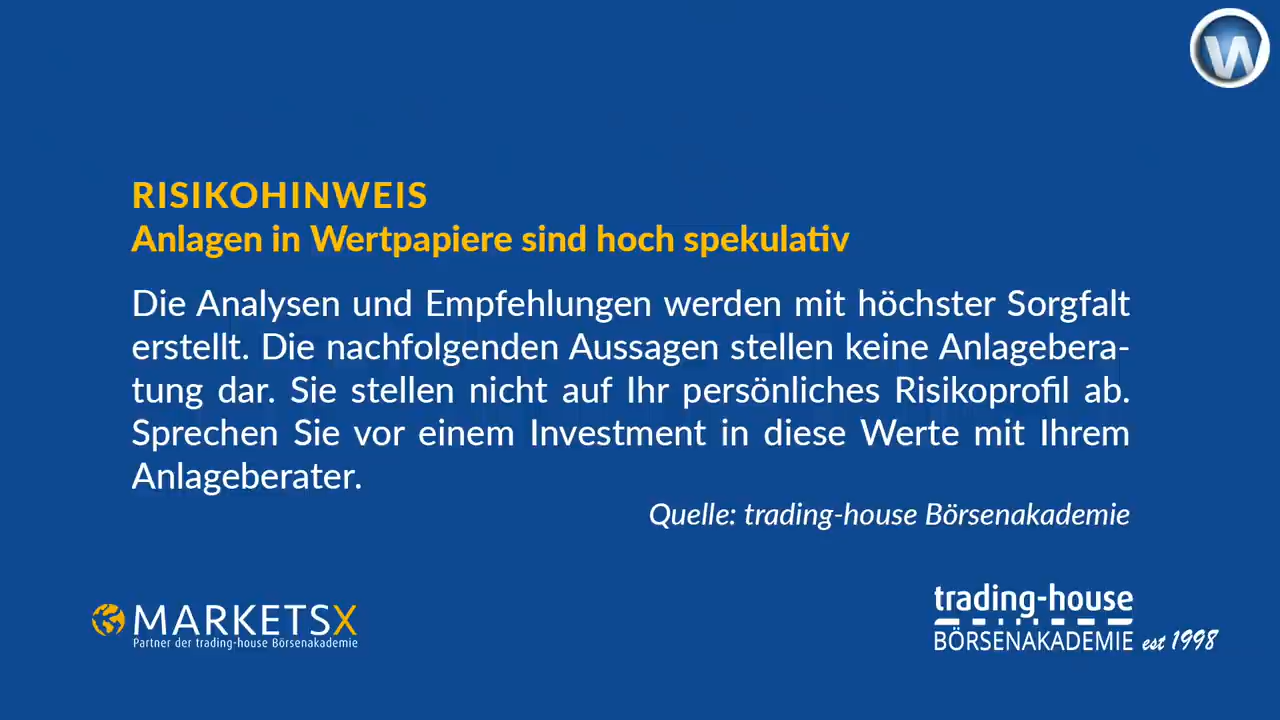 W
RISIKOHINWEIS
Anlagen in Wertpapiere sind hoch spekulativ
Die Analysen und Empfehlungen werden mit höchster Sorgfalt
erstellt. Die nachfolgenden Aussagen stellen keine Anlagebera-
tung dar. Sie stellen nicht auf Ihr persönliches Risikoprofil ab.
Sprechen Sie vor einem Investment in diese Werte mit Ihrem
Anlageberater.
Quelle: trading-house Börsenakademie
MARKETSX
Partner der trading-house Börsenakademie
trading-house
BÖRSENAKADEMIE est 1998